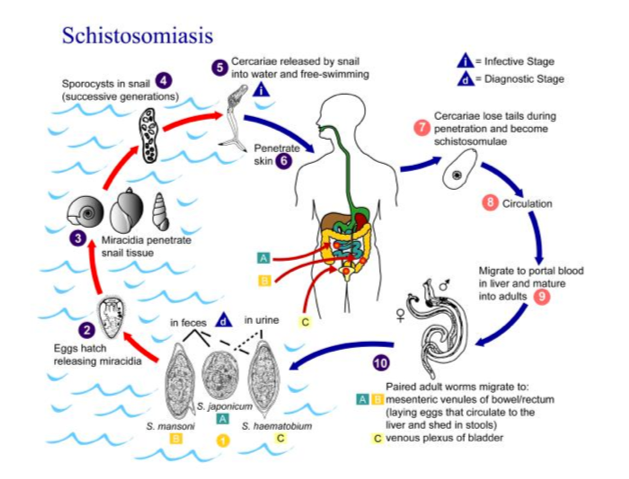 Schistosomiasis
i = Infective Stage
d = Diagnostic Stage
5 Cercariae released by snail
into water and free-swimming
i
4 Sporocysts in snail
(successive generations)
Penetrate
skin 6
7 Cercariae lose tails during
penetration and become
schistosomulae
8 Circulation
3 Miracidia penetrate
snail tissue
A
B
C
Migrate to portal blood
in liver and mature
into adults 9
♀ ♂
2
Eggs hatch
releasing miracidia
in feces d in urine
10
Paired adult worms migrate to:
A B mesenteric venules of bowel/rectum
(laying eggs that circulate to the
liver and shed in stools)
C venous plexus of bladder
S. japonicum
A
S. mansoni
B
1
S. haematobium
C